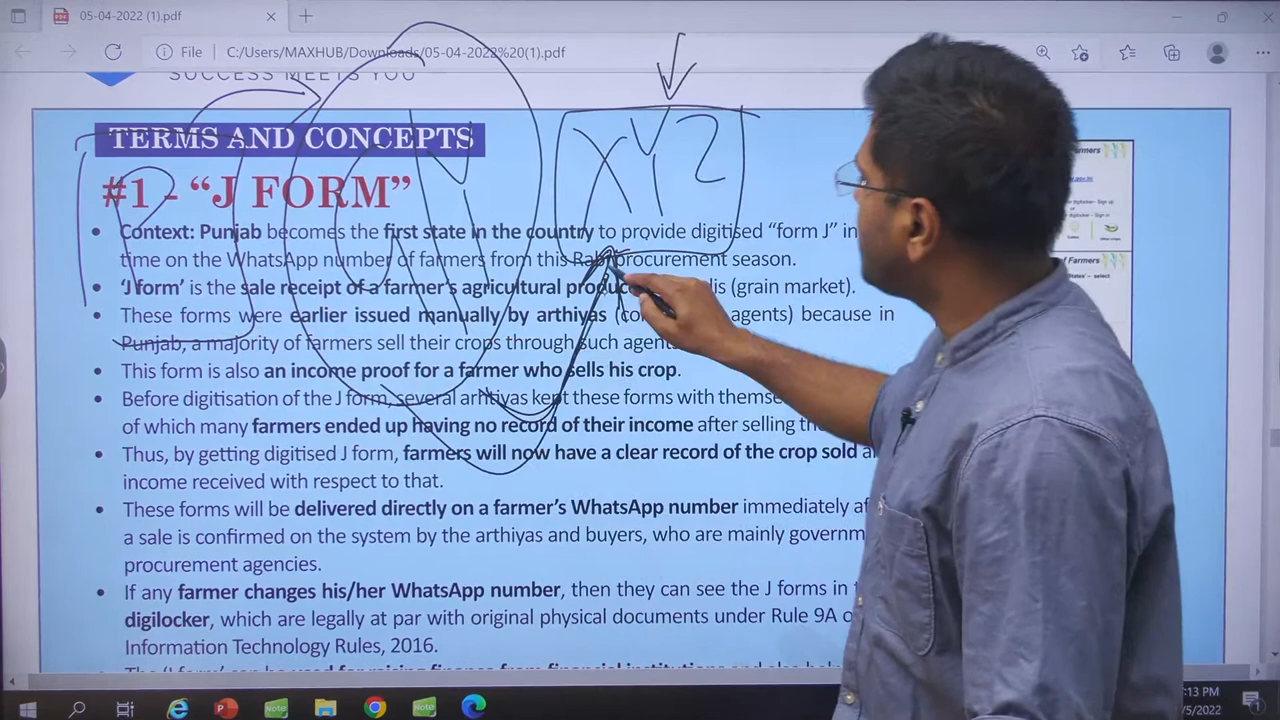 05-04-2022 (1).pdf
File C:/Users/MAXHUB/Downloads/05-04-2022%20(1).pdf
SUCCESS MEETS YOU
TERMS AND CONCEPTS
#1 - “J FORM”
XYZ
• Context: Punjab becomes the first state in the country to provide digitised “form J” in
time on the WhatsApp number of farmers from this Rabi procurement season.
• ‘J form’ is the sale receipt of a farmer’s agricultural produce (grain market).
• These forms were earlier issued manually by arthiyas agents) because in
Punjab, a majority of farmers sell their crops through such
• This form is also an income proof for a farmer who sells his crop.
• Before digitisation of the J form, several arhtiyas kept these forms with
of which many farmers ended up having no record of their income after selling
• Thus, by getting digitised J form, farmers will now have a clear record of the crop sold
income received with respect to that.
• These forms will be delivered directly on a farmer’s WhatsApp number immediately
a sale is confirmed on the system by the arthiyas and buyers, who are mainly
procurement agencies.
• If any farmer changes his/her WhatsApp number, then they can see the J forms in
digilocker, which are legally at par with original physical documents under Rule 9A
Information Technology Rules, 2016.
:13 PM
/5/2022